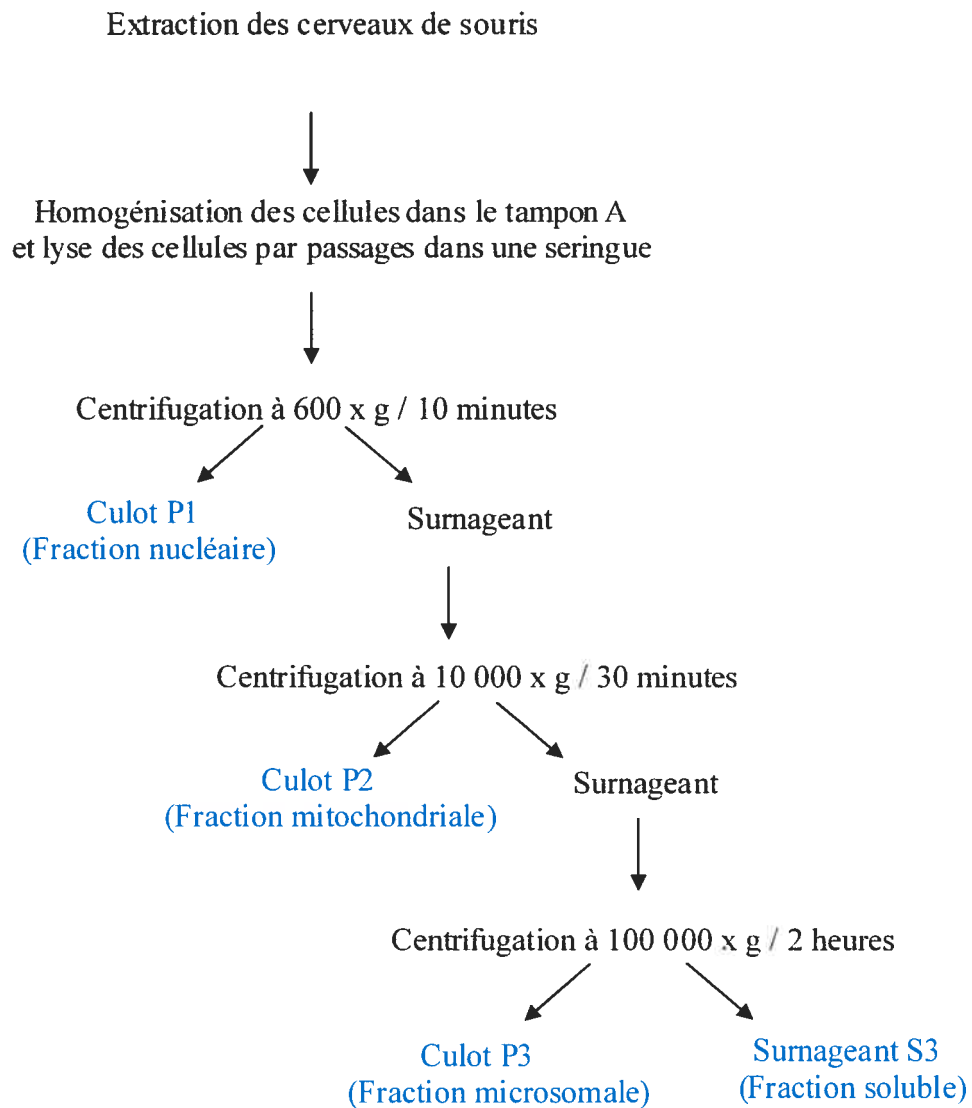 Extraction des cerveaux de souris
Homogénisation des cellules dans le tampon A
et lyse des cellules par passages dans une seringue
Centrifugation à 600 x g / 10 minutes
Culot P1
(Fraction nucléaire)
Surnageant
Centrifugation à 10 000 x g / 30 minutes
Culot P2
(Fraction mitochondriale)
Surnageant
Centrifugation à 100 000 x g / 2 heures
Culot P3
(Fraction microsomale)
Surnageant S3
(Fraction soluble)